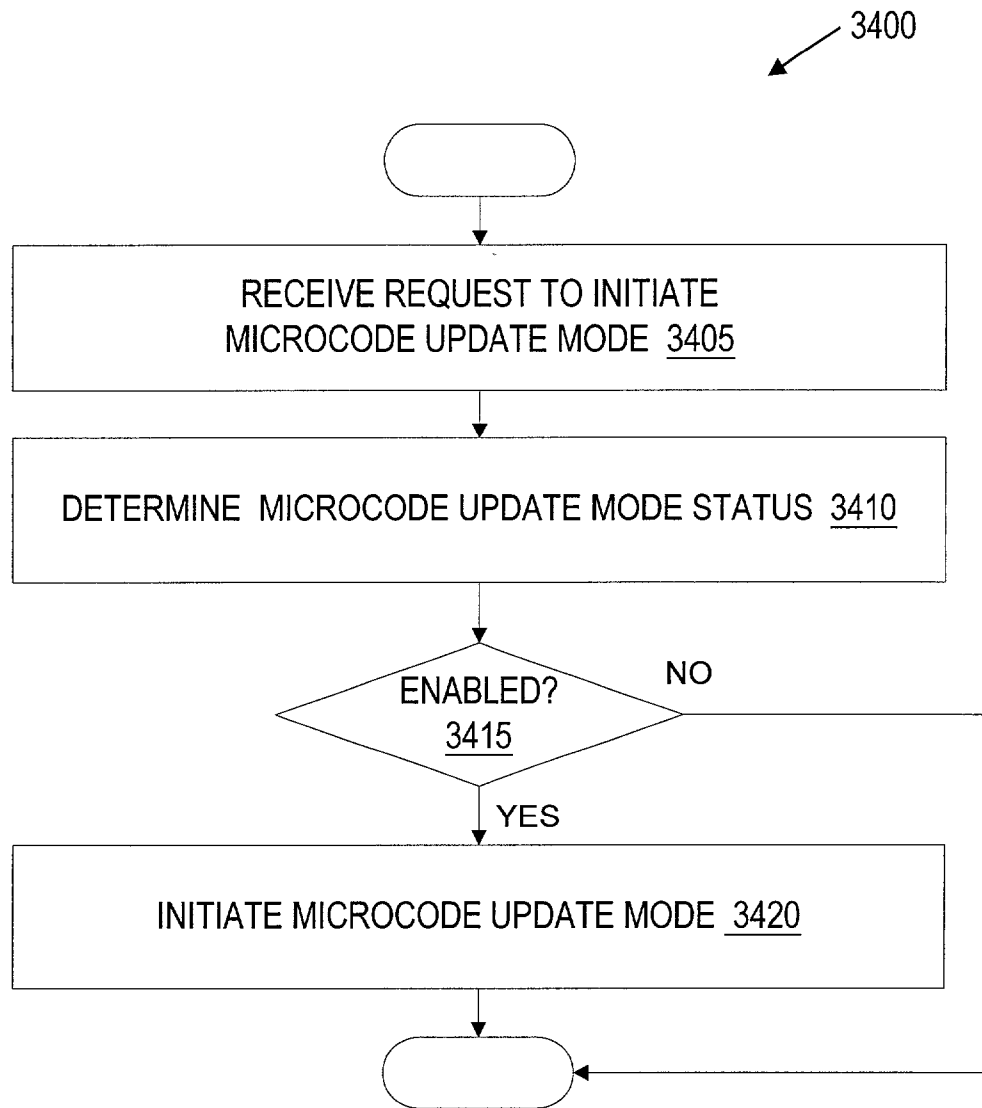 3400
RECEIVE REQUEST TO INITIATE
MICROCODE UPDATE MODE 3405
DETERMINE MICROCODE UPDATE MODE STATUS 3410
ENABLED?
3415
NO
YES
INITIATE MICROCODE UPDATE MODE 3420